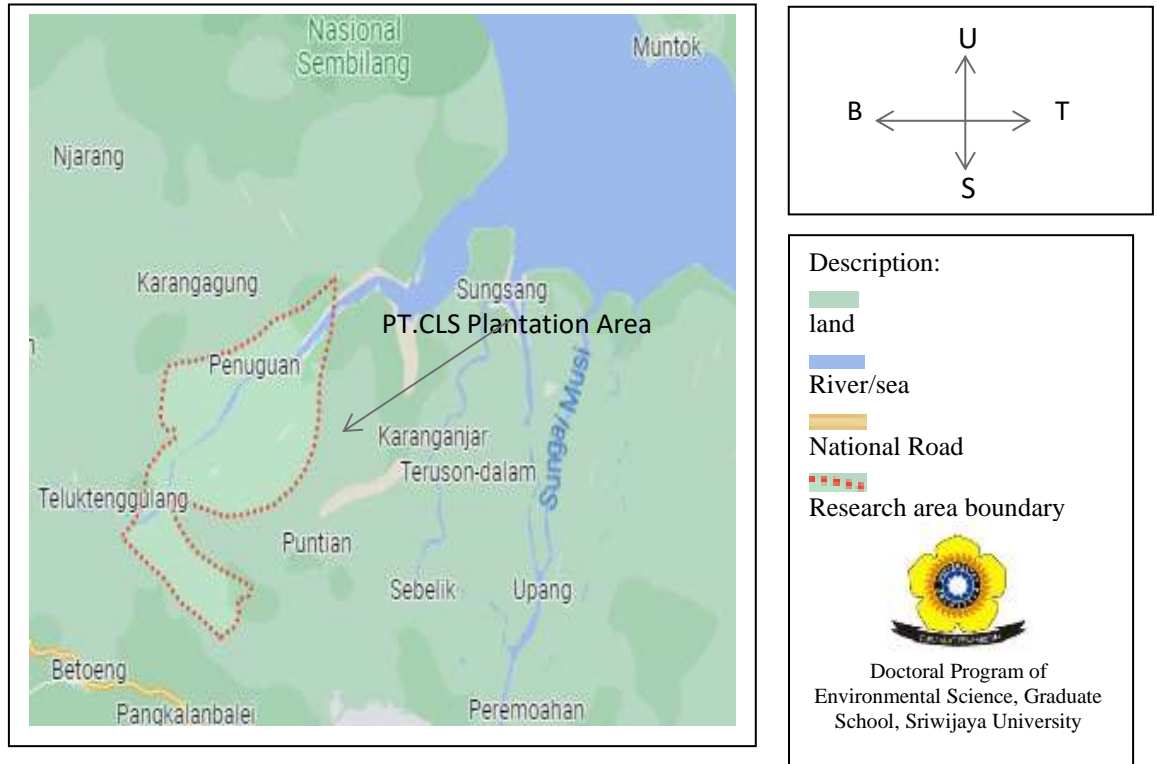 Nasional
Sembilang
Muntok
Njarang
Karangagung
Sungsang
PT.CLS Plantation Area
Penuguan
Karanganjar
Teruson-dalam
Sunga/ Musi
Teluktenggulang
Puntian
Sebelik
Upang
Betoeng
Pangkalanbalei
Peremoahan
U
B
T
S
Description:
land
River/sea
National Road
Research area boundary
Doctoral Program of
Environmental Science, Graduate
School, Sriwijaya University